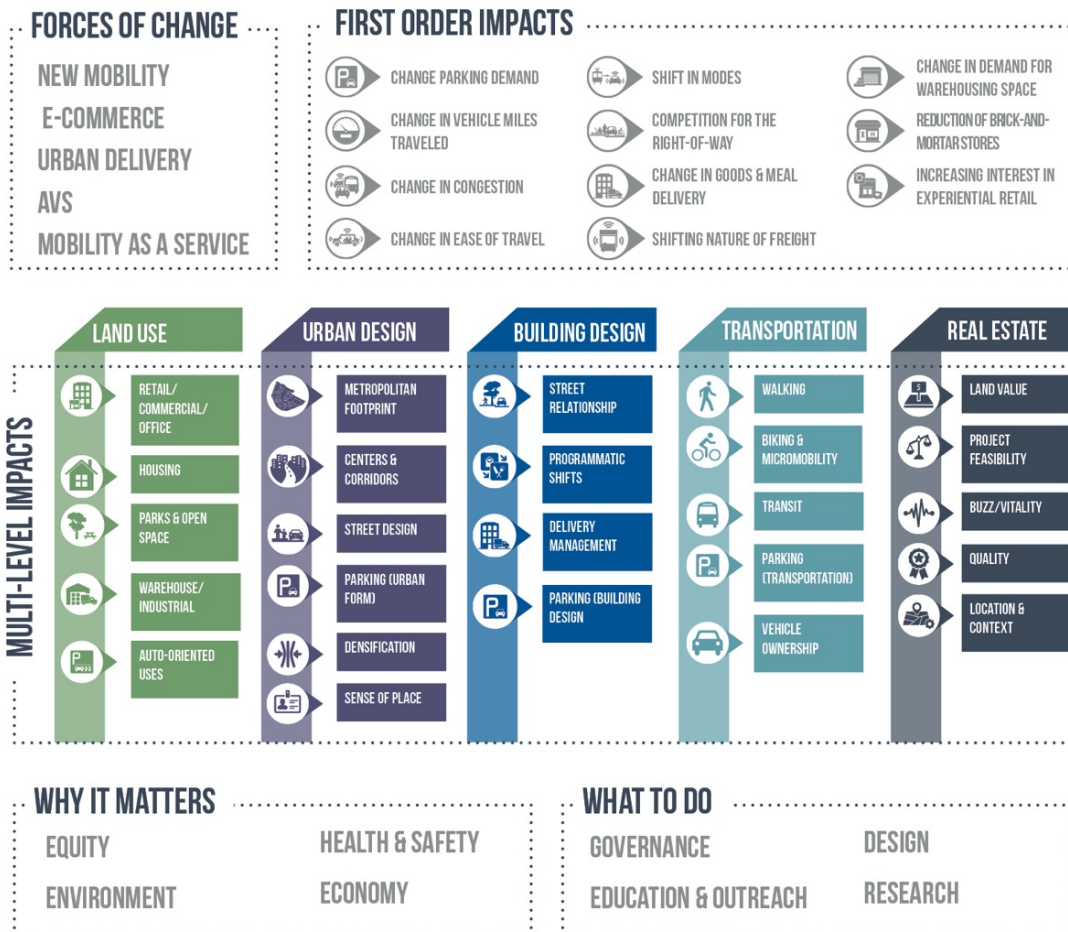 FORCES OF CHANGE
NEW MOBILITY
E-COMMERCE
URBAN DELIVERY
AVS
MOBILITY AS A SERVICE
FIRST ORDER IMPACTS
CHANGE PARKING DEMAND
CHANGE IN VEHICLE MILES
TRAVELED
CHANGE IN CONGESTION
CHANGE IN EASE OF TRAVEL
SHIFT IN MODES
COMPETITION FOR THE
RIGHT-OF-WAY
CHANGE IN GOODS & MEAL
DELIVERY
SHIFTING NATURE OF FREIGHT
CHANGE IN DEMAND FOR
WAREHOUSING SPACE
REDUCTION OF BRICK-AND-
MORTAR STORES
INCREASING INTEREST IN
EXPERIENTIAL RETAIL
MULTI-LEVEL IMPACTS
LAND USE
RETAIL/
COMMERCIAL/
OFFICE
HOUSING
PARKS & OPEN
SPACE
WAREHOUSE/
INDUSTRIAL
AUTO-ORIENTED
USES
URBAN DESIGN
METROPOLITAN
FOOTPRINT
CENTERS &
CORRIDORS
STREET DESIGN
PARKING (URBAN
FORM)
DENSIFICATION
SENSE OF PLACE
BUILDING DESIGN
STREET
RELATIONSHIP
PROGRAMMATIC
SHIFTS
DELIVERY
MANAGEMENT
PARKING (BUILDING
DESIGN
TRANSPORTATION
WALKING
BIKING &
MICROMOBILITY
TRANSIT
PARKING
(TRANSPORTATION)
VEHICLE
OWNERSHIP
REAL ESTATE
LAND VALUE
PROJECT
FEASIBILITY
BUZZ/VITALITY
QUALITY
LOCATION &
CONTEXT
WHY IT MATTERS
EQUITY
HEALTH & SAFETY
ENVIRONMENT
ECONOMY
WHAT TO DO
GOVERNANCE
DESIGN
EDUCATION & OUTREACH
RESEARCH